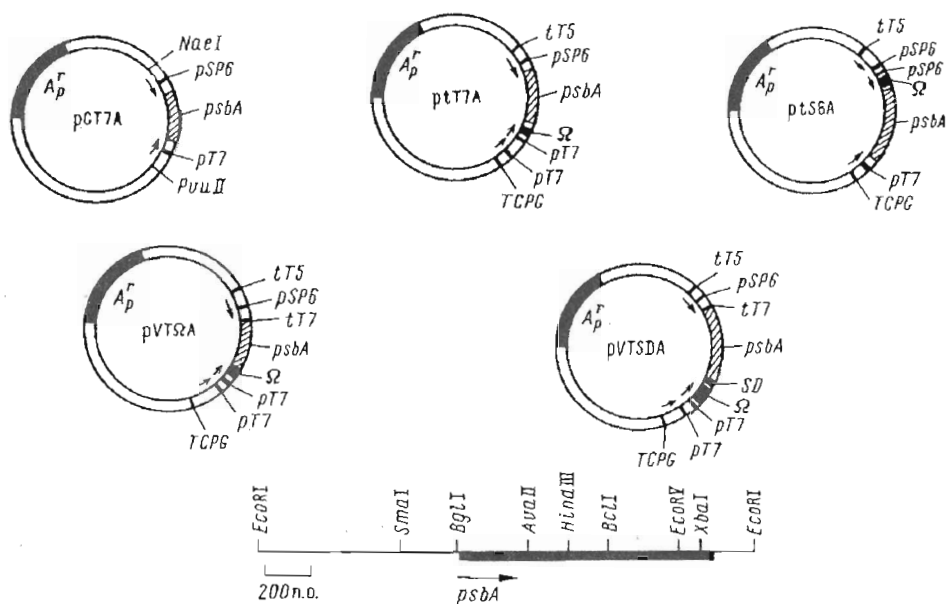 NaeI
pSP6
A_p^r
pGT7A
psbA
pT7
PvuII
tT5
pSP6
A_p^r
ptT7A
psbA
Ω
pT7
pT7
TCPG
tT5
pSP6
pSP6
Ω
A_p^r
ptS6A
psbA
pT7
TCPG
tT5
pSP6
tT7
A_p^r
pVTΩA
psbA
Ω
pT7
pT7
TCPG
tT5
pSP6
tT7
A_p^r
pVTSDA
psbA
SD
Ω
pT7
pT7
TCPG
EcoRI SmaI BglI AvaII HindIII BclI EcoRV XbaI EcoRI
200 п.о. psbA